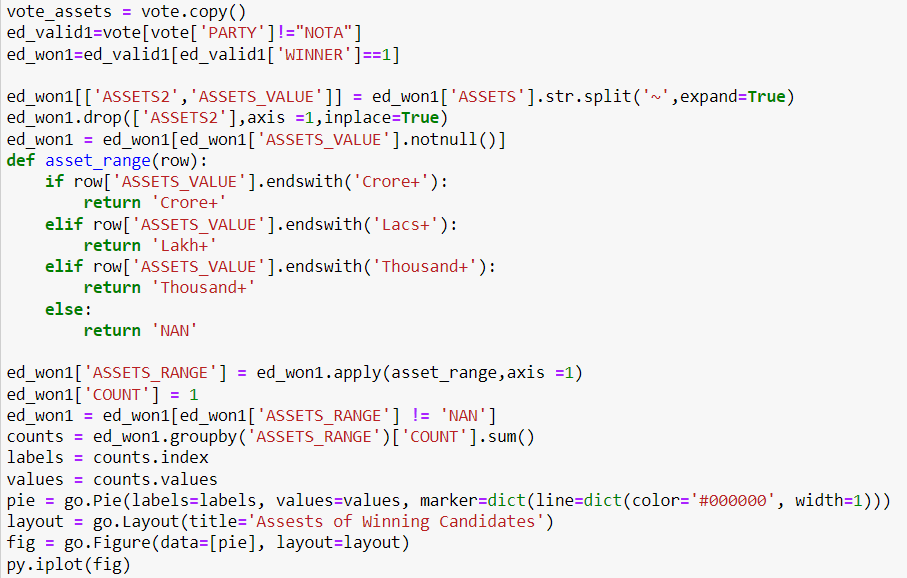 vote_assets = vote.copy()
ed_valid1=vote[vote['PARTY']!="NOTA"]
ed_won1=ed_valid1[ed_valid1['WINNER']==1]

ed_won1[['ASSETS2','ASSETS_VALUE']] = ed_won1['ASSETS'].str.split('~',expand=True)
ed_won1.drop(['ASSETS2'],axis =1,inplace=True)
ed_won1 = ed_won1[ed_won1['ASSETS_VALUE'].notnull()]
def asset_range(row):
    if row['ASSETS_VALUE'].endswith('Crore+'):
        return 'Crore+'
    elif row['ASSETS_VALUE'].endswith('Lacs+'):
        return 'Lakh+'
    elif row['ASSETS_VALUE'].endswith('Thousand+'):
        return 'Thousand+'
    else:
        return 'NAN'

ed_won1['ASSETS_RANGE'] = ed_won1.apply(asset_range,axis =1)
ed_won1['COUNT'] = 1
ed_won1 = ed_won1[ed_won1['ASSETS_RANGE'] != 'NAN']
counts = ed_won1.groupby('ASSETS_RANGE')['COUNT'].sum()
labels = counts.index
values = counts.values
pie = go.Pie(labels=labels, values=values, marker=dict(line=dict(color='#000000', width=1)))
layout = go.Layout(title='Assests of Winning Candidates')
fig = go.Figure(data=[pie], layout=layout)
py.iplot(fig)